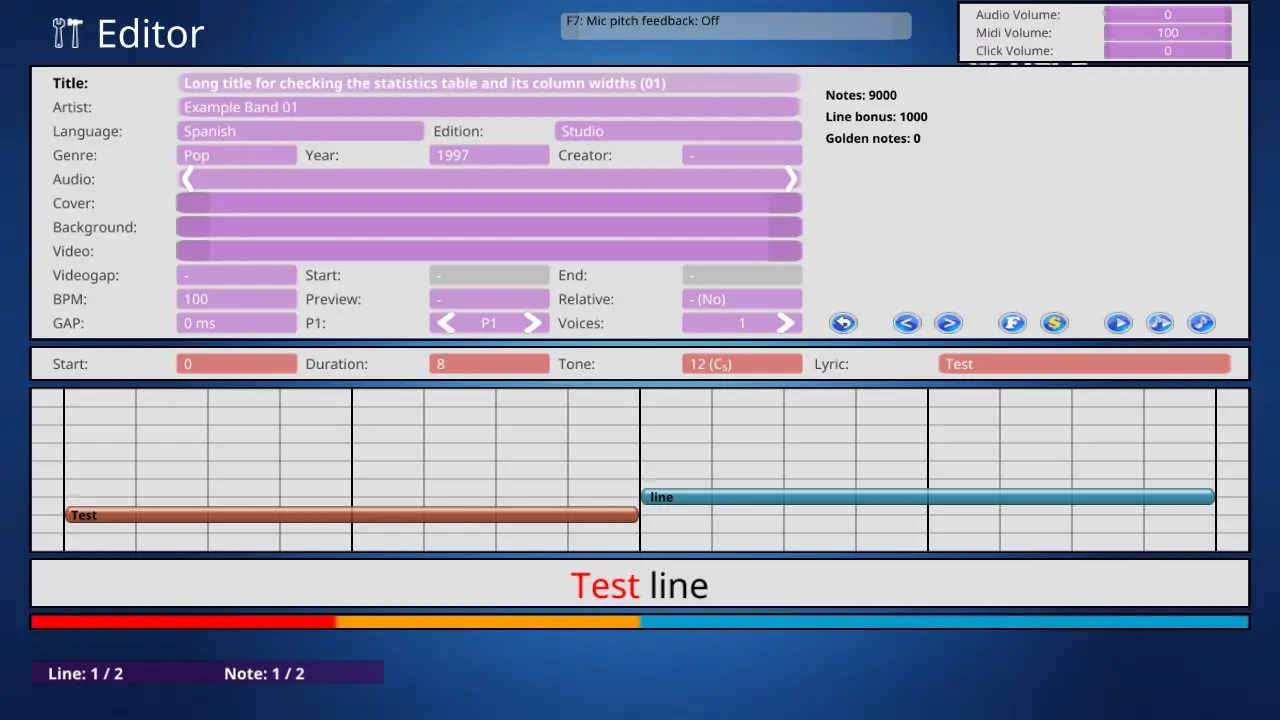 Editor
F7: Mic pitch feedback: Off
Audio Volume: 0
Midi Volume: 100
Click Volume: 0
Title: Long title for checking the statistics table and its column widths (01)
Artist: Example Band 01
Language: Spanish Edition: Studio
Genre: Pop Year: 1997 Creator: -
Audio:
Cover:
Background:
Video:
Videogap: - Start: - End: -
BPM: 100 Preview: - Relative: - (No)
GAP: 0 ms P1: P1 Voices: 1
Notes: 9000
Line bonus: 1000
Golden notes: 0
F S
Start: 0 Duration: 8 Tone: 12 (C₅) Lyric: Test
line
Test
Test line
Line: 1 / 2 Note: 1 / 2